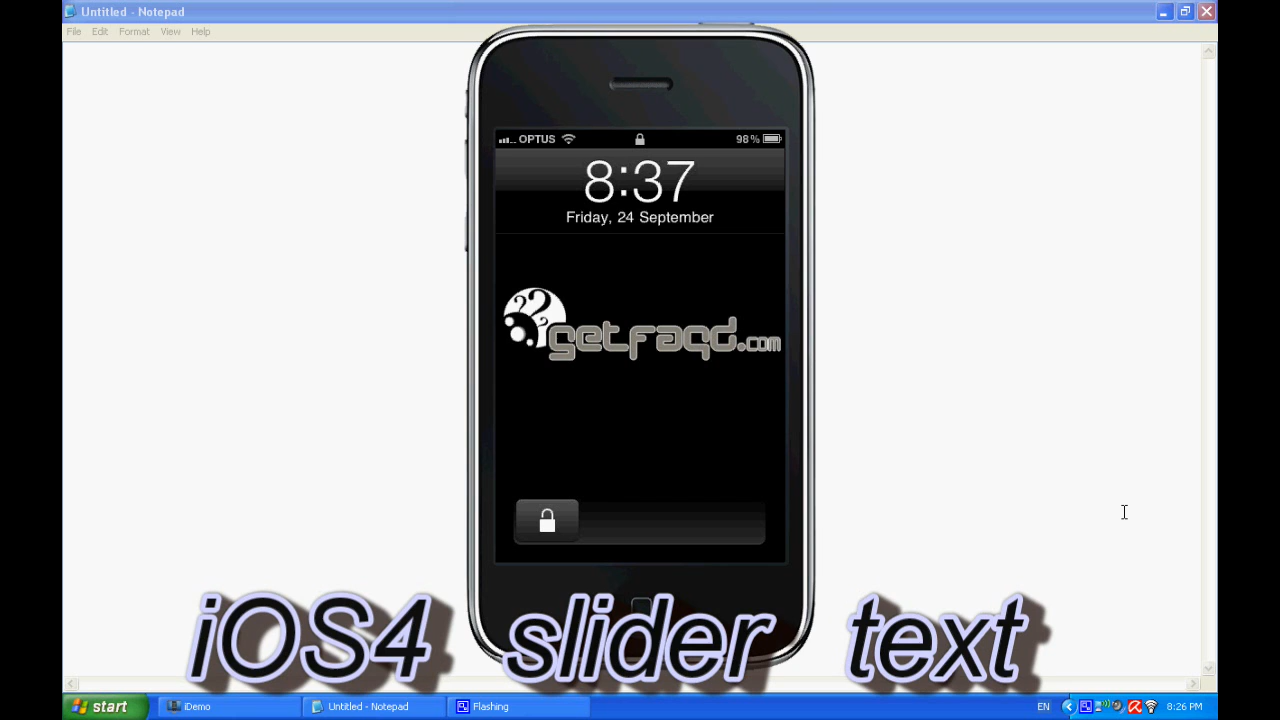 Untitled - Notepad
File Edit Format View Help
OPTUS 98%
8:37
Friday, 24 September
getfaqd.com
iOS4 slider text
start iDemo Untitled - Notepad Flashing EN 8:26 PM